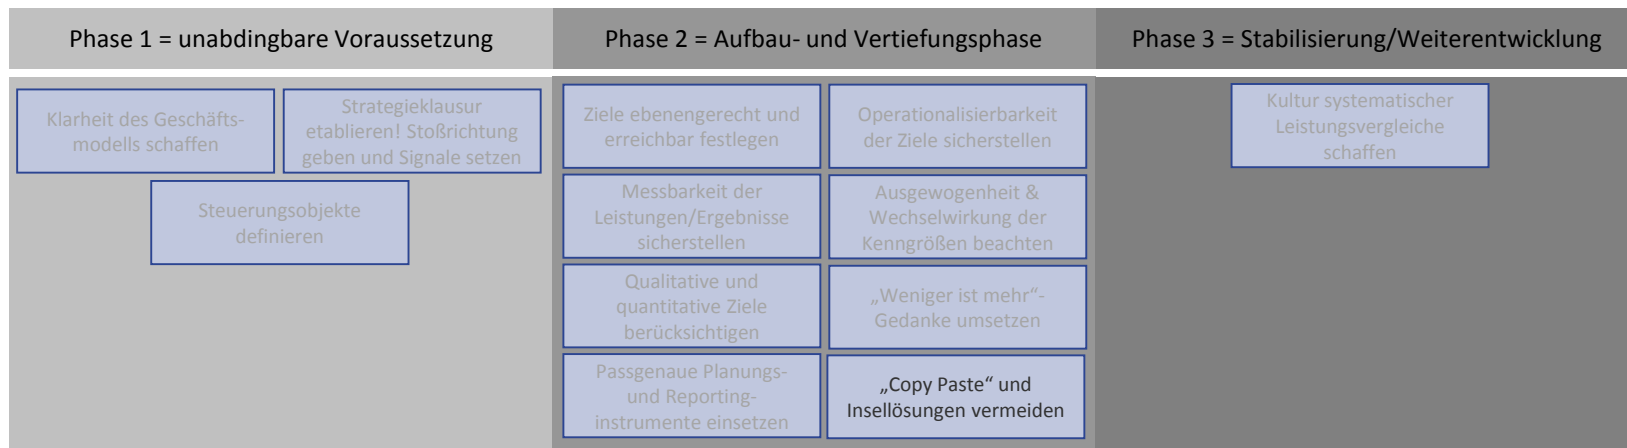 Phase 1 = unabdingbare Voraussetzung
Phase 2 = Aufbau- und Vertiefungsphase
Phase 3 = Stabilisierung/Weiterentwicklung
Klarheit des Geschäfts-
modells schaffen
Strategieklausur
etablieren! Stoßrichtung
geben und Signale setzen
Steuerungsobjekte
definieren
Ziele ebenengerecht und
erreichbar festlegen
Operationalisierbarkeit
der Ziele sicherstellen
Messbarkeit der
Leistungen/Ergebnisse
sicherstellen
Ausgewogenheit &
Wechselwirkung der
Kenngrößen beachten
Qualitative und
quantitative Ziele
berücksichtigen
„Weniger ist mehr“-
Gedanke umsetzen
Passgenaue Planungs-
und Reporting-
instrumente einsetzen
„Copy Paste“ und
Insellösungen vermeiden
Kultur systematischer
Leistungsvergleiche
schaffen